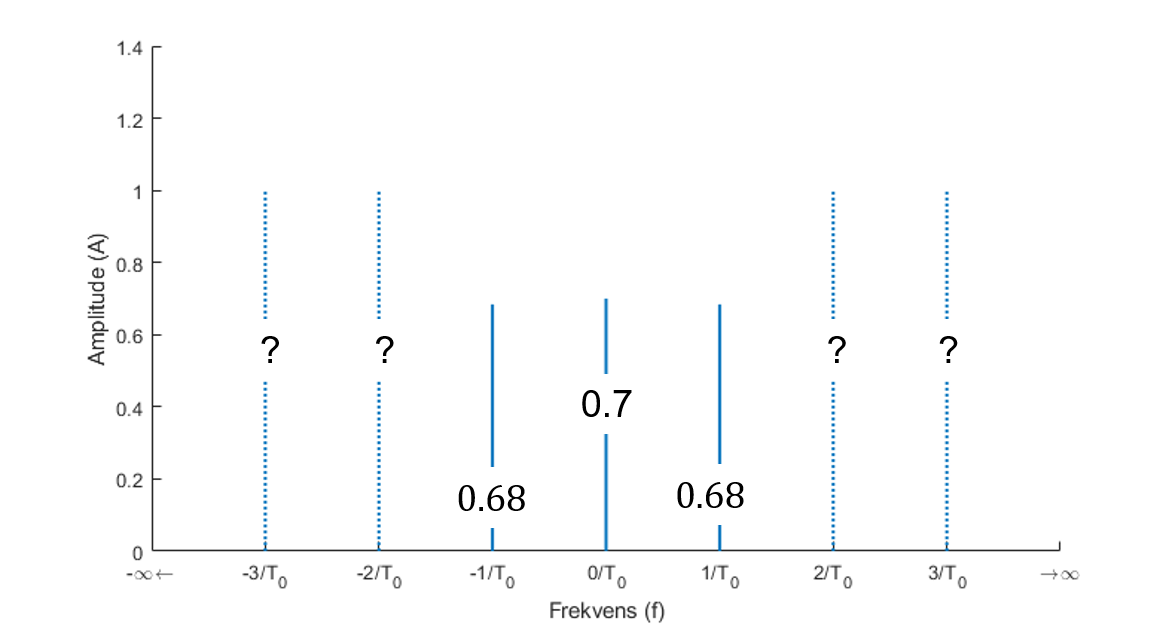 1.4
1.2
1
0.8
0.6
0.4
0.2
0
Amplitude (A)
? ? ? ?
0.7
0.68 0.68
-∞← -3/T0 -2/T0 -1/T0 0/T0 1/T0 2/T0 3/T0 →∞
Frekvens (f)